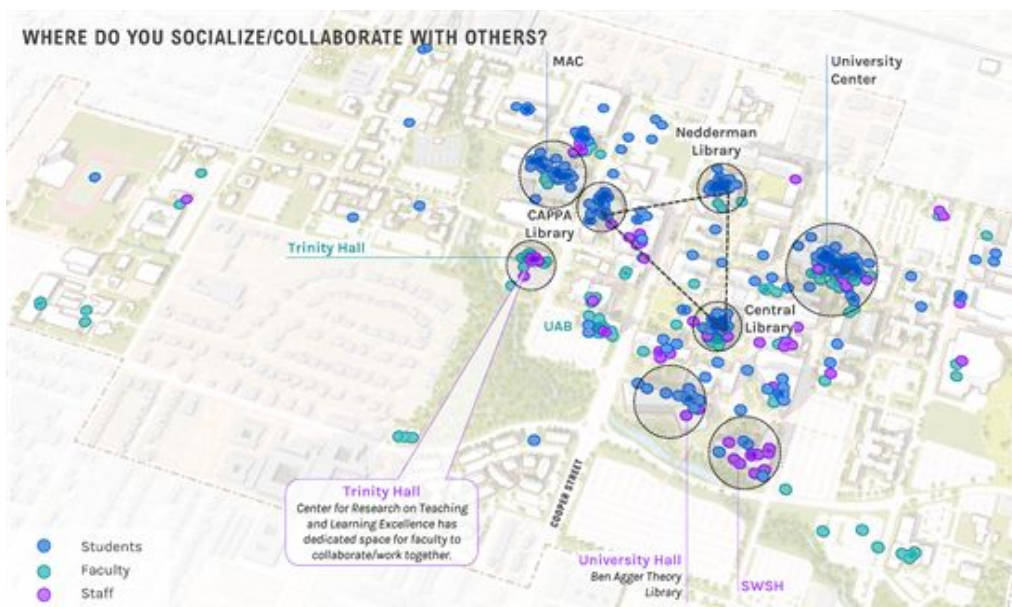 WHERE DO YOU SOCIALIZE/COLLABORATE WITH OTHERS?
MAC
University
Center
Nedderman
Library
CAPPA
Library
Trinity Hall
UAB
Central
Library
Trinity Hall
Center for Research on Teaching
and Learning Excellence has
dedicated space for faculty to
collaborate/work together.
COOPER STREET
University Hall
Ben Agger Theory
Library
SWSH
Students
Faculty
Staff